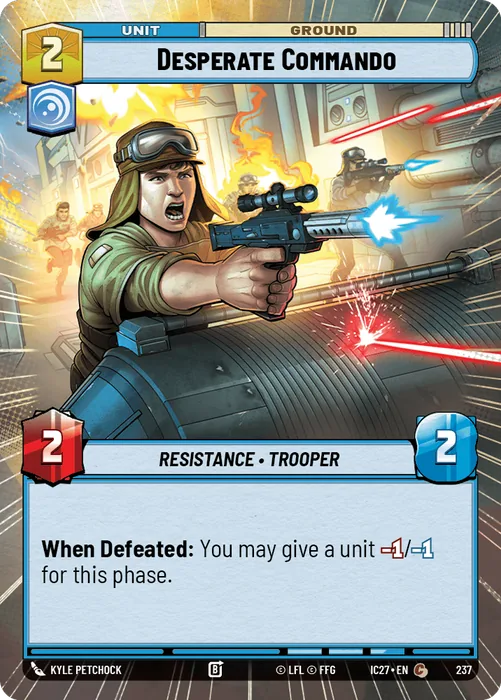 UNIT
GROUND
2
DESPERATE COMMANDO
2
RESISTANCE • TROOPER
2
When Defeated: You may give a unit -1/-1
for this phase.
KYLE PETCHOCK
B
© LFL © FFG
IC27•EN
C
237